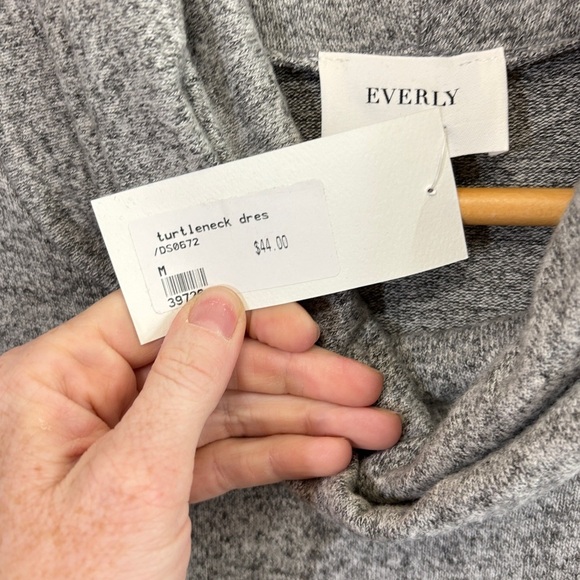 EVERLY
turtleneck dres
/DS0672
$44.00
M